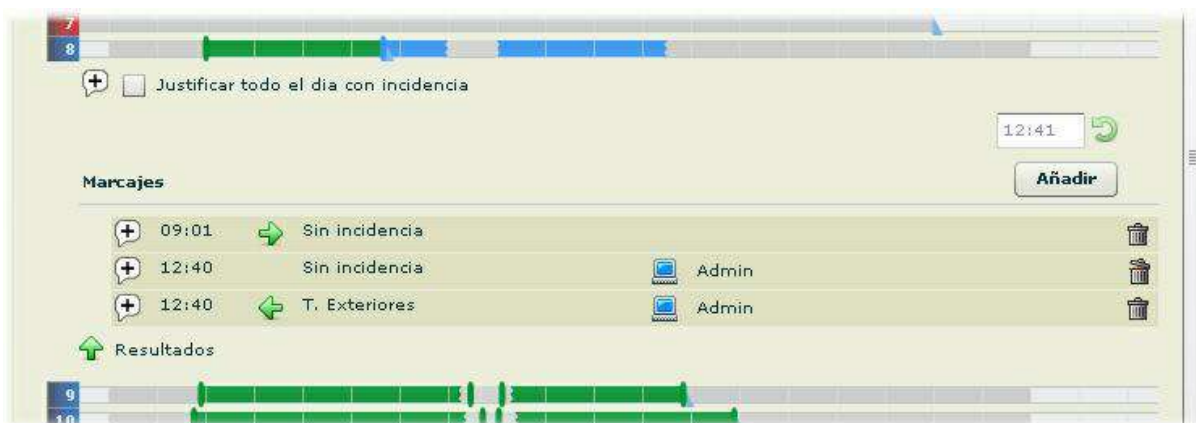 7
8
Justificar todo el dia con incidencia
12:41
Marcajes
Añadir
09:01 Sin incidencia
12:40 Sin incidencia Admin
12:40 T. Exteriores Admin
Resultados
9
10